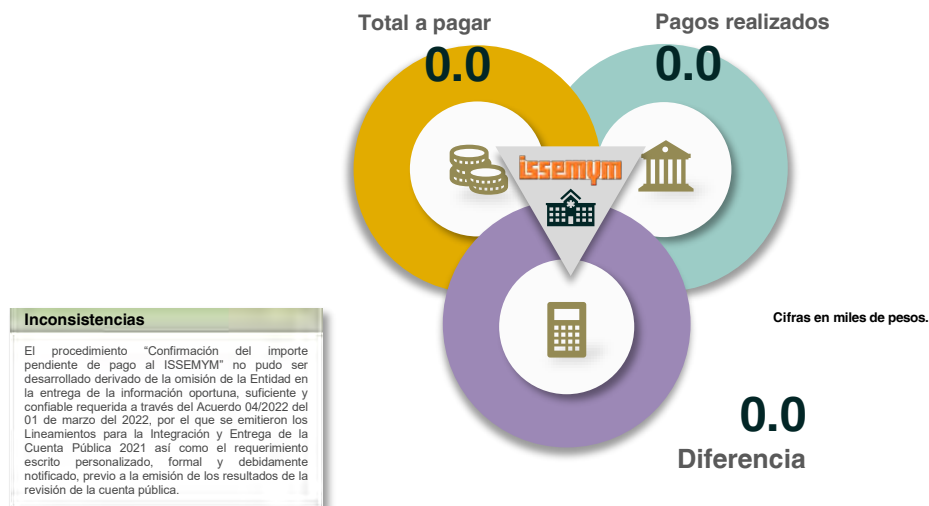 Total a pagar
Pagos realizados
0.0
0.0
issemym
Cifras en miles de pesos.
0.0
Diferencia
Inconsistencias
El procedimiento “Confirmación del importe
pendiente de pago al ISSEMYM” no pudo ser
desarrollado derivado de la omisión de la Entidad en
la entrega de la información oportuna, suficiente y
confiable requerida a través del Acuerdo 04/2022 del
01 de marzo del 2022, por el que se emitieron los
Lineamientos para la Integración y Entrega de la
Cuenta Pública 2021 así como el requerimiento
escrito personalizado, formal y debidamente
notificado, previo a la emisión de los resultados de la
revisión de la cuenta pública.